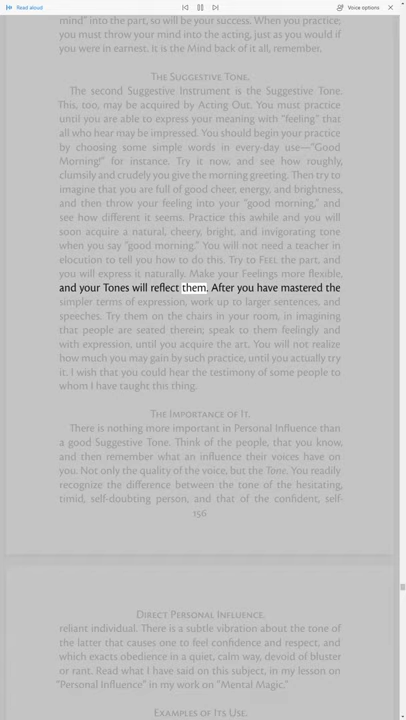 Read aloud
Voice options
mind" into the part, so will be your success. When you practice,
you must throw your mind into the acting, just as you would if
you were in earnest. It is the Mind back of it all, remember.
The Suggestive Tone.
The second Suggestive Instrument is the Suggestive Tone.
This, too, may be acquired by Acting Out. You must practice
until you are able to express your meaning with "feeling" that
all who hear may be impressed. You should begin your practice
by choosing some simple words in every-day use—"Good
Morning!" for instance. Try it now, and see how roughly,
clumsily and crudely you give the morning greeting. Then try to
imagine that you are full of good cheer, energy, and brightness,
and then throw your feeling into your "good morning," and
see how different it seems. Practice this awhile and you will
soon acquire a natural, cheery, bright, and invigorating tone
when you say "good morning." You will not need a teacher in
elocution to tell you how to do this. Try to Feel the part, and
you will express it naturally. Make your Feelings more flexible,
and your Tones will reflect them. After you have mastered the
simpler terms of expression, work up to larger sentences, and
speeches. Try them on the chairs in your room, in imagining
that people are seated therein; speak to them feelingly and
with expression, until you acquire the art. You will not realize
how much you may gain by such practice, until you actually try
it. I wish that you could hear the testimony of some people to
whom I have taught this thing.
The Importance of It.
There is nothing more important in Personal Influence than
a good Suggestive Tone. Think of the people, that you know,
and then remember what an influence their voices have on
you. Not only the quality of the voice, but the Tone. You readily
recognize the difference between the tone of the hesitating,
timid, self-doubting person, and that of the confident, self-
156
Direct Personal Influence.
reliant individual. There is a subtle vibration about the tone of
the latter that causes one to feel confidence and respect, and
which exacts obedience in a quiet, calm way, devoid of bluster
or rant. Read what I have said on this subject, in my lesson on
"Personal Influence" in my work on "Mental Magic."
Examples of Its Use.